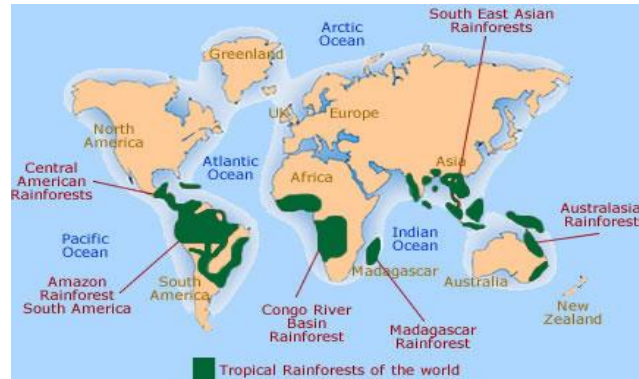 South East Asian
Rainforests
Arctic
Ocean
Greenland
UK
Europe
North
America
Central
American
Rainforests
Atlantic
Ocean
Africa
Asia
Pacific
Ocean
Indian
Ocean
Australasia
Rainforest
Amazon
Rainforest
South America
South
America
Congo River
Basin
Rainforest
Madagascar
Madagascar
Rainforest
Australia
New
Zealand
Tropical Rainforests of the world